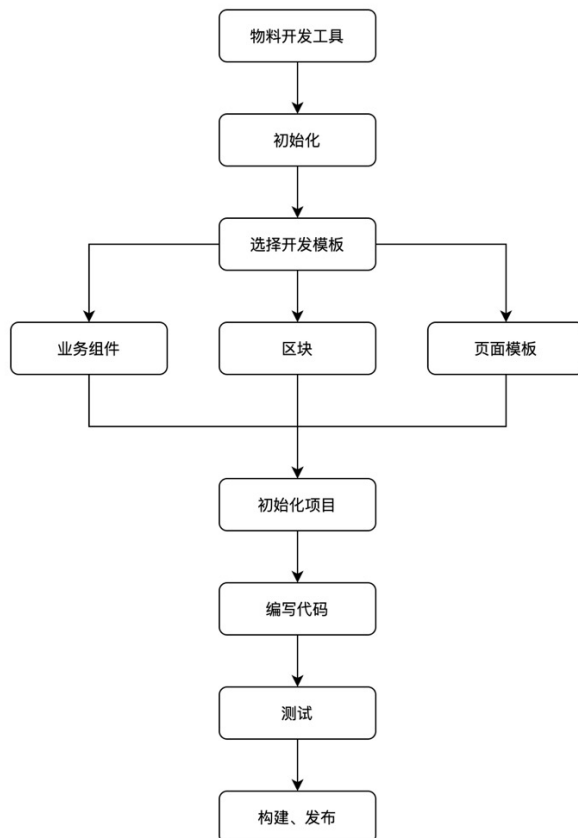 物料开发工具
初始化
选择开发模板
业务组件
区块
页面模板
初始化项目
编写代码
测试
构建、发布